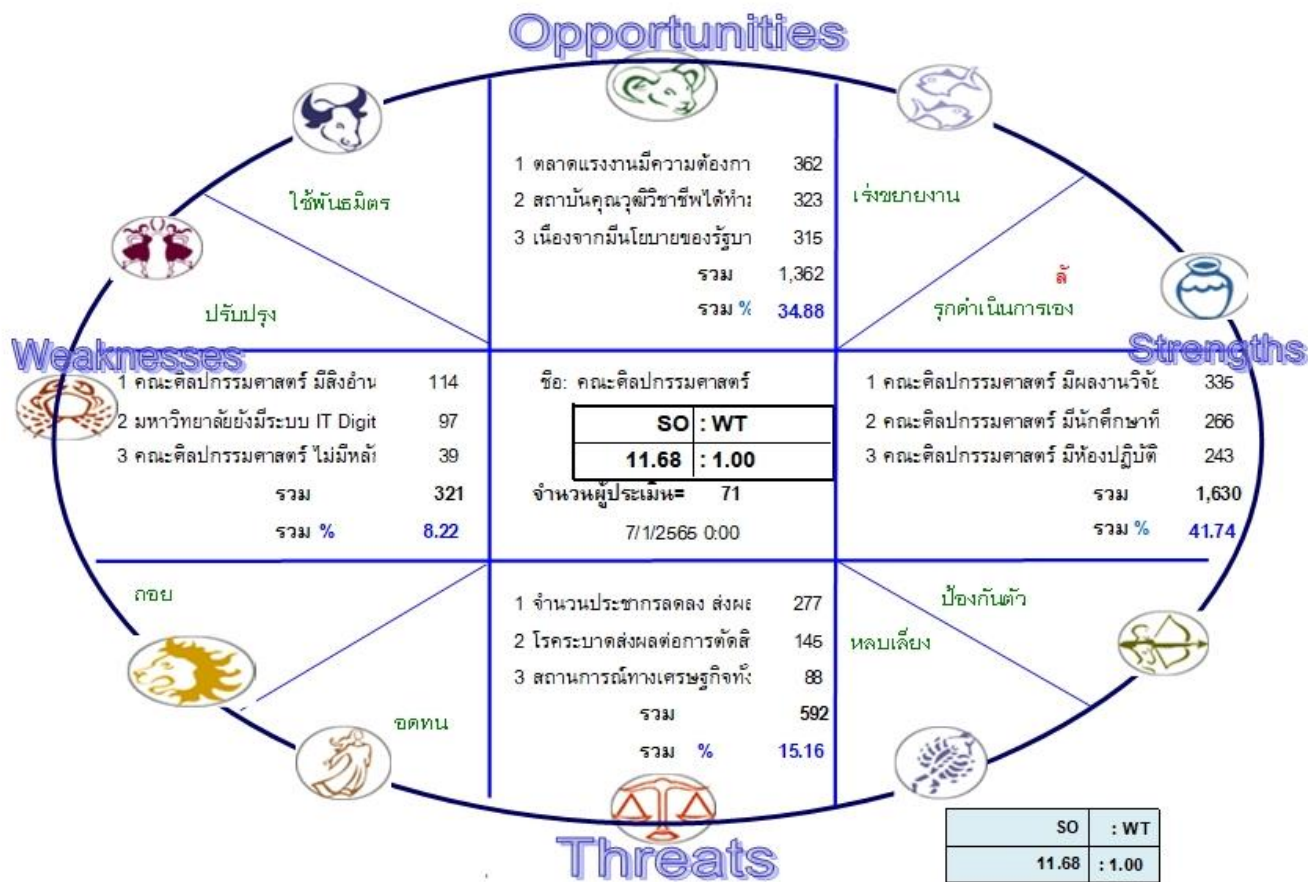 Opportunities
1 ตลาดแรงงานมีความต้องกา 362
2 สถาบันคุณวุฒิวิชาชีพได้ทำ 323
3 เนื่องจากมีนโยบายของรัฐบา 315
รวม 1,362
รวม % 34.88
ใช้พันธมิตร
เร่งขยายงาน
ปรับปรุง
ลั
รุกดำเนินการเอง
Weaknesses
1 คณะศิลปกรรมศาสตร์ มีสิ่งอำน 114
2 มหาวิทยาลัยยังมีระบบ IT Digit 97
3 คณะศิลปกรรมศาสตร์ ไม่มีหลั 39
รวม 321
รวม % 8.22
ชื่อ: คณะศิลปกรรมศาสตร์
SO : WT
11.68 : 1.00
จำนวนผู้ประเมิน= 71
7/1/2565 0:00
Strengths
1 คณะศิลปกรรมศาสตร์ มีผลงานวิจัย 335
2 คณะศิลปกรรมศาสตร์ มีนักศึกษาที่ 266
3 คณะศิลปกรรมศาสตร์ มีห้องปฏิบัติ 243
รวม 1,630
รวม % 41.74
ถอย
อดทน
1 จำนวนประชากรลดลง ส่งผ 277
2 โรคระบาดส่งผลต่อการตัดสิ 145
3 สถานการณ์ทางเศรษฐกิจทั้ง 88
รวม 592
รวม % 15.16
ป้องกันตัว
หลบเลี่ยง
Threats
SO : WT
11.68 : 1.00